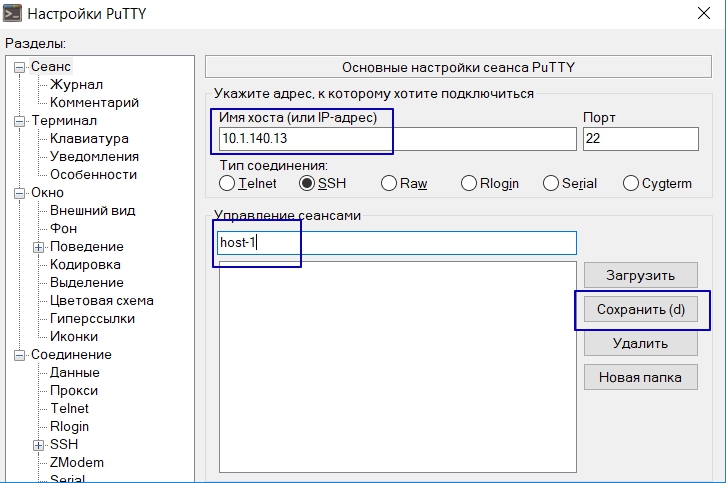 Настройки PuTTY
Разделы:
Сеанс
Журнал
Комментарий
Терминал
Клавиатура
Уведомления
Особенности
Окно
Внешний вид
Фон
Поведение
Кодировка
Выделение
Цветовая схема
Гиперссылки
Иконки
Соединение
Данные
Прокси
Telnet
Rlogin
SSH
ZModem
Serial
Основные настройки сеанса PuTTY
Укажите адрес, к которому хотите подключиться
Имя хоста (или IP-адрес) Порт
10.1.140.13 22
Тип соединения:
Telnet SSH Raw Rlogin Serial Cygterm
Управление сеансами
host-1
Загрузить
Сохранить (d)
Удалить
Новая папка